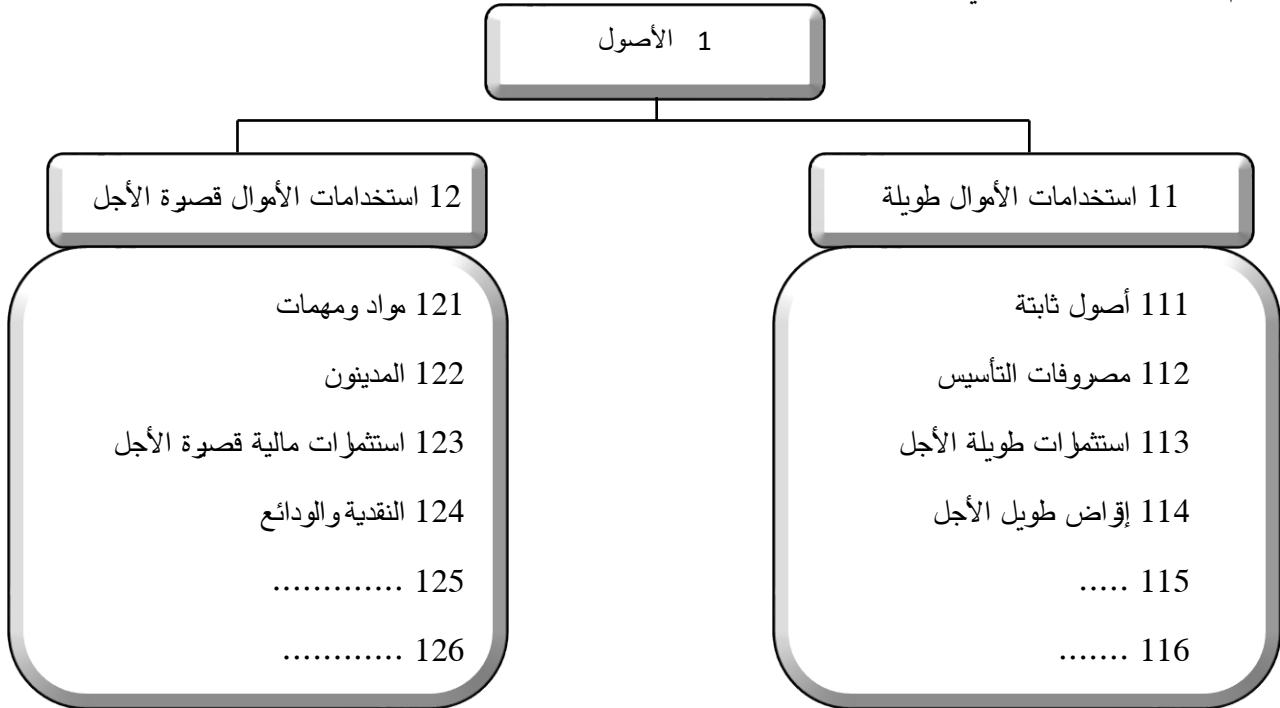 1 الأصول
11 استخدامات الأموال طويلة
12 استخدامات الأموال قصيرة الأجل
111 أصول ثابتة
112 مصروفات التأسيس
113 استثمارات طويلة الأجل
114 إقراض طويل الأجل
115 .....
116 .......
121 مواد ومهمات
122 المدينون
123 استثمارات مالية قصيرة الأجل
124 النقدية والودائع
125 .............
126 ............